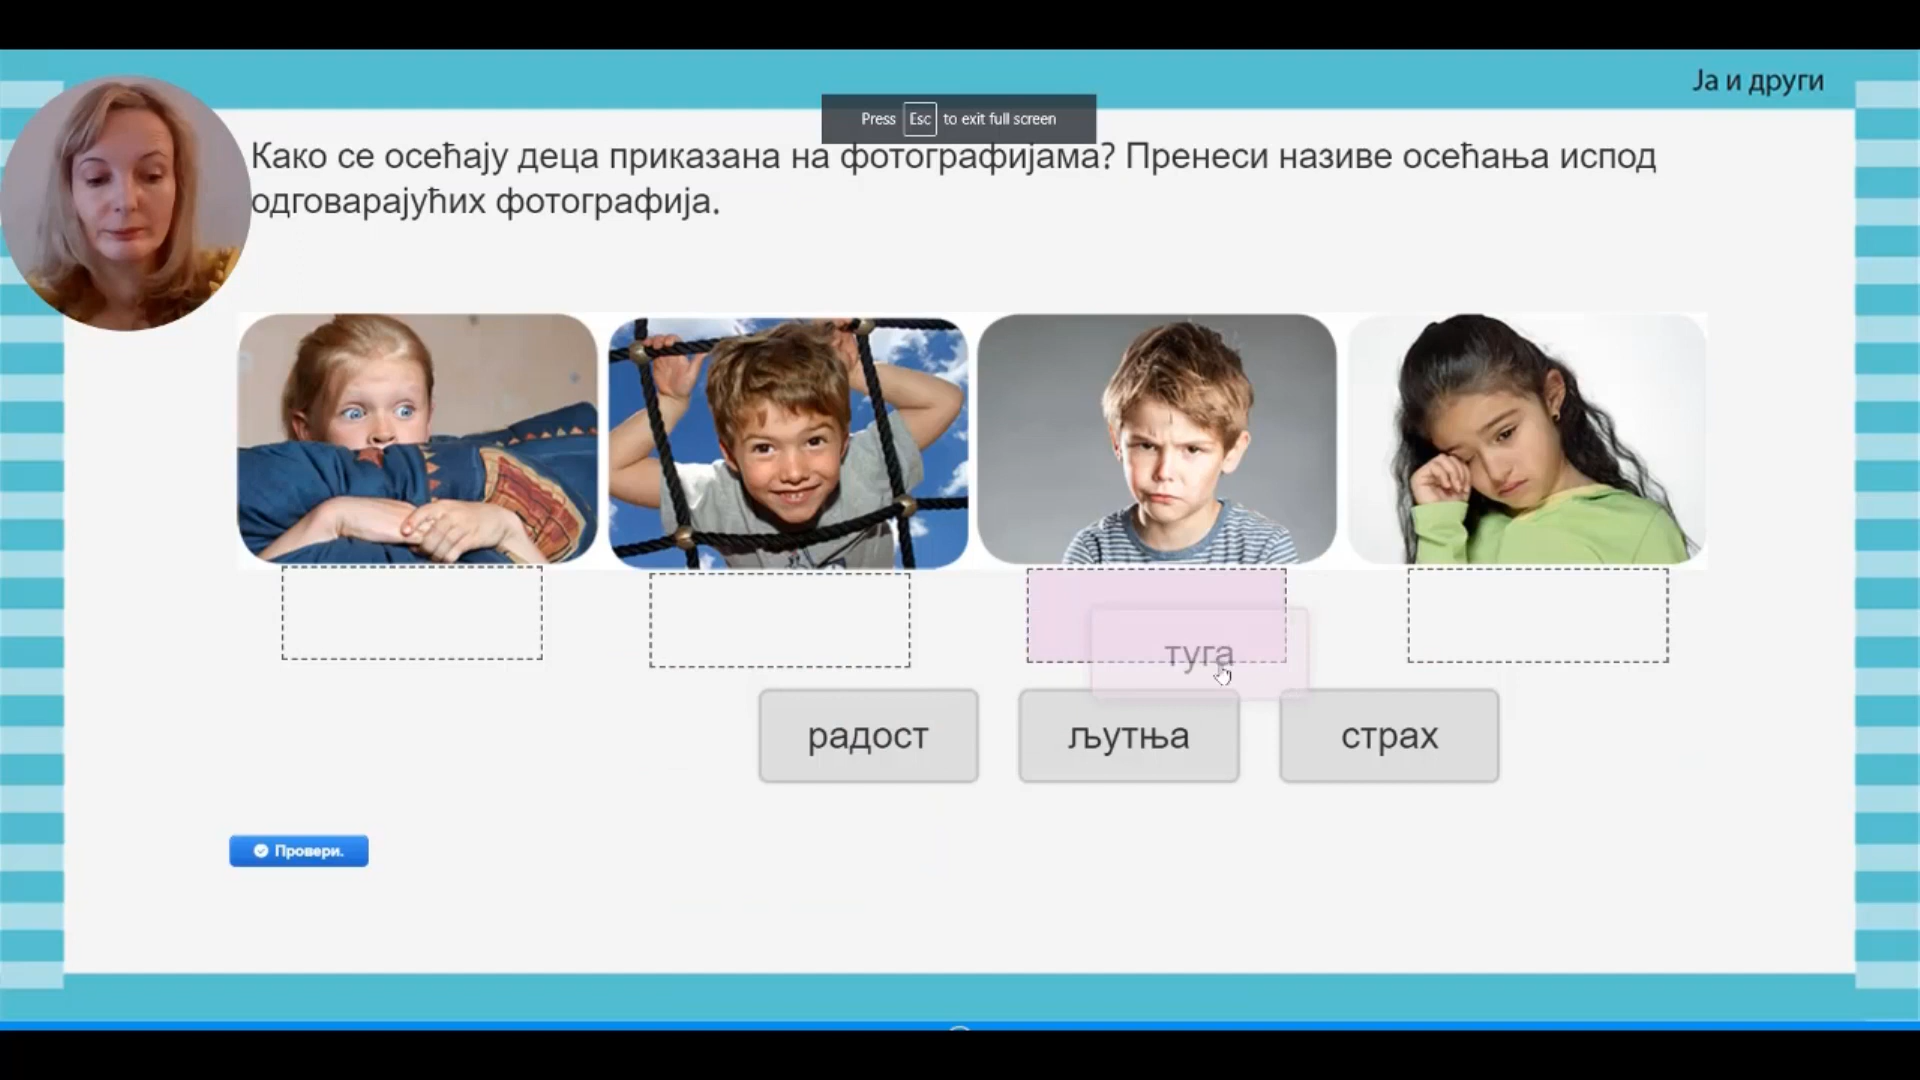 Ја и други
Press Esc to exit full screen
Како се осећају деца приказана на фотографијама? Пренеси називе осећања испод
одговарајућих фотографија.
туга
радост
љутња
страх
Провери.